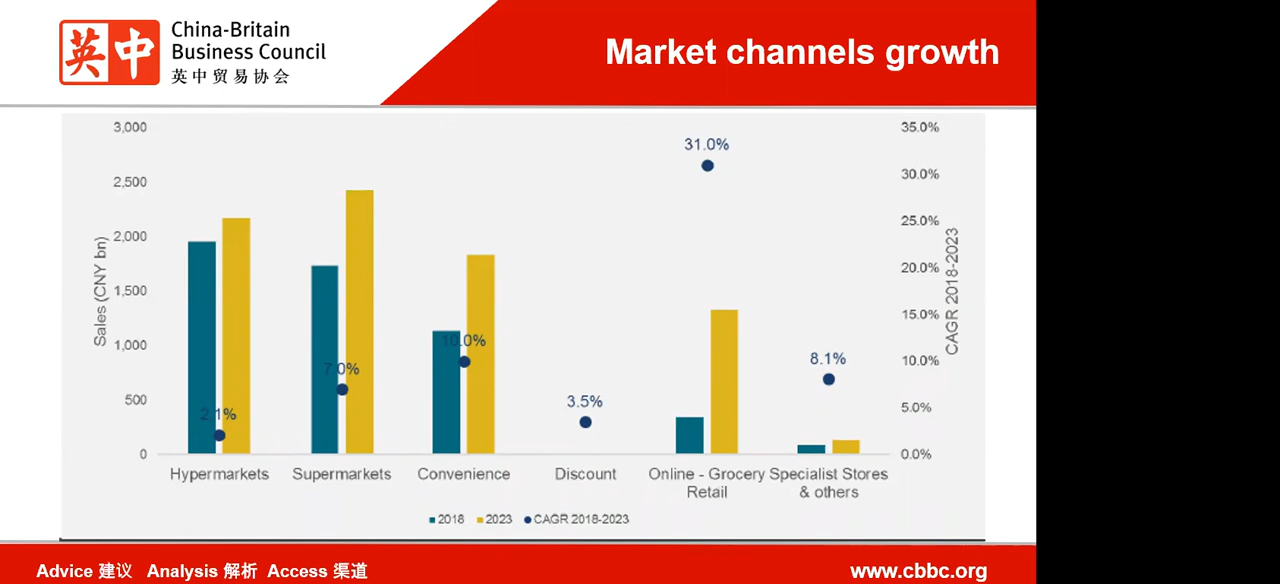 英中
China-Britain
Business Council
英中贸易协会
Market channels growth
3,000
2,500
2,000
1,500
1,000
500
0
Sales (CNY bn)
35.0%
30.0%
25.0%
20.0%
15.0%
10.0%
5.0%
0.0%
CAGR 2018-2023
2.1%
7.0%
10.0%
3.5%
31.0%
8.1%
Hypermarkets
Supermarkets
Convenience
Discount
Online - Grocery
Retail
Specialist Stores
& others
2018 2023 CAGR 2018-2023
Advice 建议 Analysis 解析 Access 渠道
www.cbbc.org